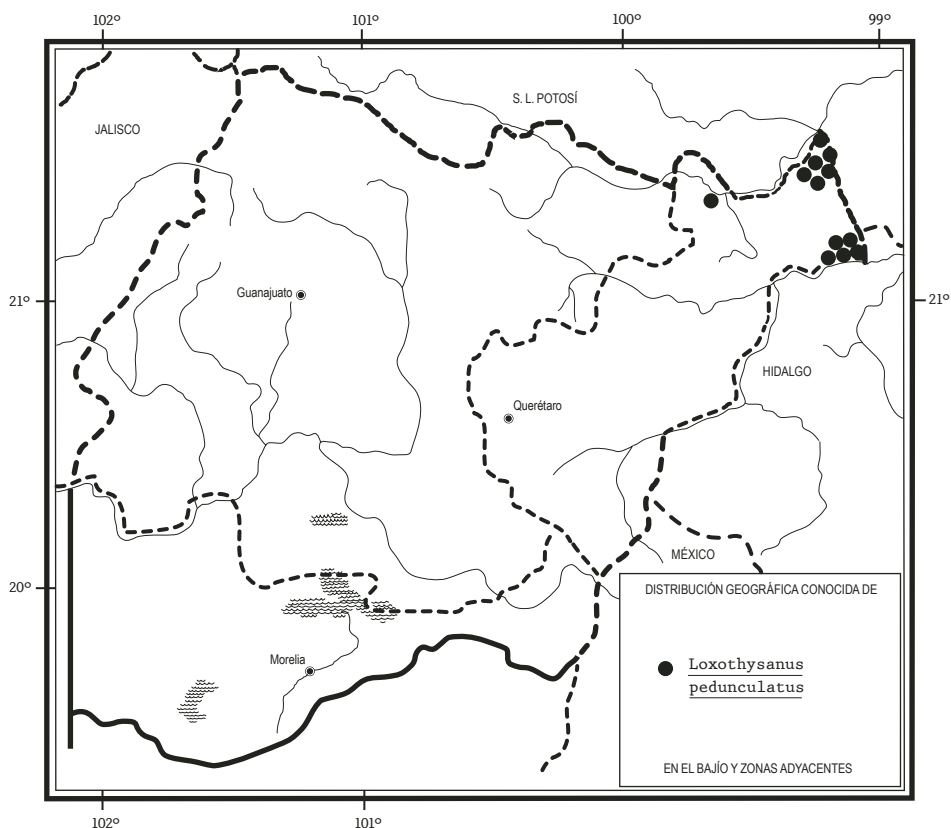 102º 101º 100º 99º
S. L. POTOSÍ
JALISCO
Guanajuato
21º 21º
HIDALGO
Querétaro
MÉXICO
20º
DISTRIBUCIÓN GEOGRÁFICA CONOCIDA DE
Loxothysanus
pedunculatus
Morelia
EN EL BAJÍO Y ZONAS ADYACENTES
102º 101º